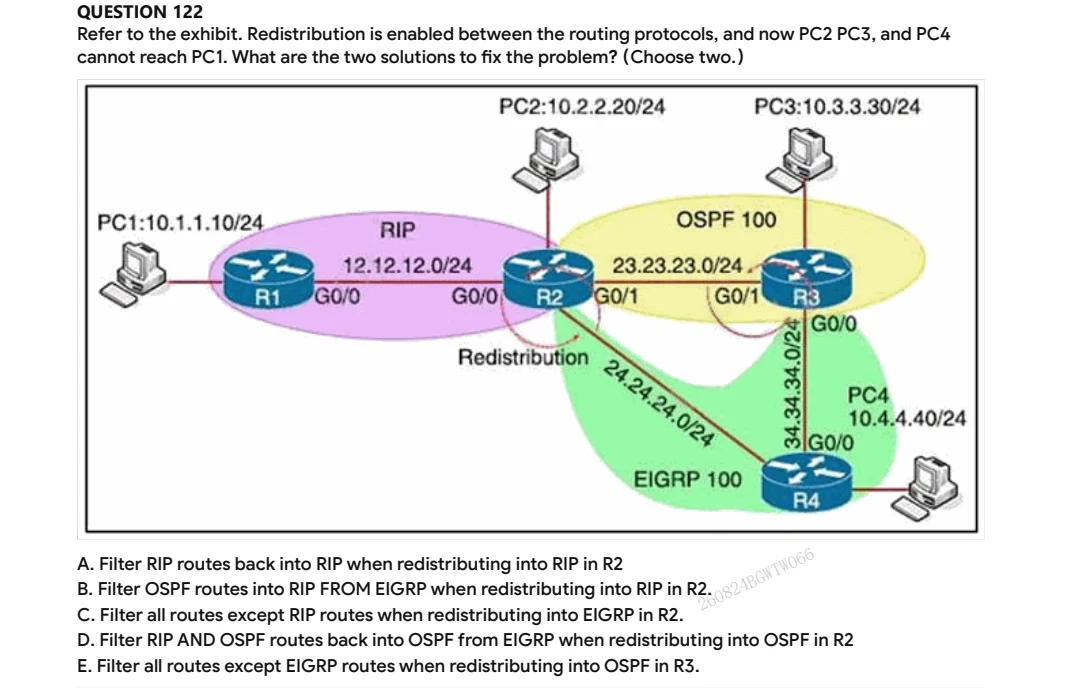 QUESTION 122
Refer to the exhibit. Redistribution is enabled between the routing protocols, and now PC2 PC3, and PC4
cannot reach PC1. What are the two solutions to fix the problem? (Choose two.)
PC2:10.2.2.20/24
PC3:10.3.3.30/24
PC1:10.1.1.10/24
RIP
OSPF 100
12.12.12.0/24
23.23.23.0/24
R1
G0/0
G0/0
R2
G0/1
G0/1
R3
G0/0
Redistribution
24.24.24.0/24
34.34.34.0/24
PC4
10.4.4.40/24
G0/0
EIGRP 100
R4
A. Filter RIP routes back into RIP when redistributing into RIP in R2
B. Filter OSPF routes into RIP FROM EIGRP when redistributing into RIP in R2.
C. Filter all routes except RIP routes when redistributing into EIGRP in R2.
D. Filter RIP AND OSPF routes back into OSPF from EIGRP when redistributing into OSPF in R2
E. Filter all routes except EIGRP routes when redistributing into OSPF in R3.
260824BGWTW066